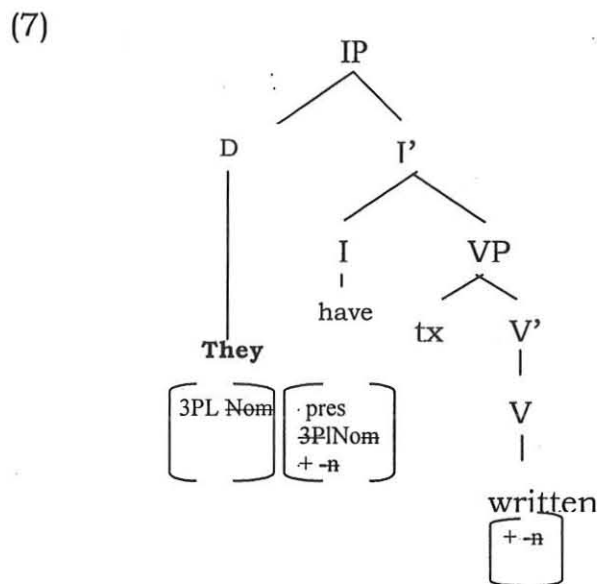 (7)
IP
D I'
I VP
have
tx V'
They
3PL Nom pres
3PlNom V
+ -n
written
+ -n